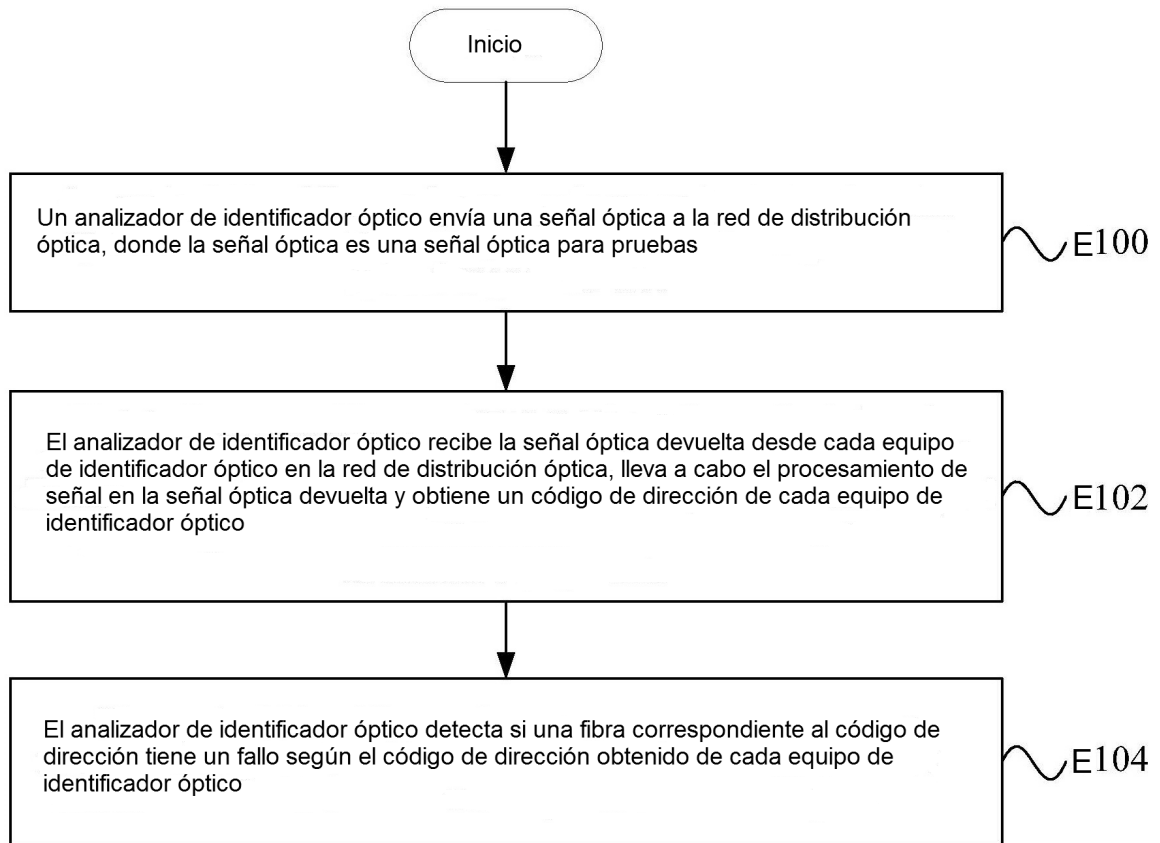 Inicio
Un analizador de identificador óptico envía una señal óptica a la red de distribución
óptica, donde la señal óptica es una señal óptica para pruebas
E100
El analizador de identificador óptico recibe la señal óptica devuelta desde cada equipo
de identificador óptico en la red de distribución óptica, lleva a cabo el procesamiento de
señal en la señal óptica devuelta y obtiene un código de dirección de cada equipo de
identificador óptico
E102
El analizador de identificador óptico detecta si una fibra correspondiente al código de
dirección tiene un fallo según el código de dirección obtenido de cada equipo de
identificador óptico
E104